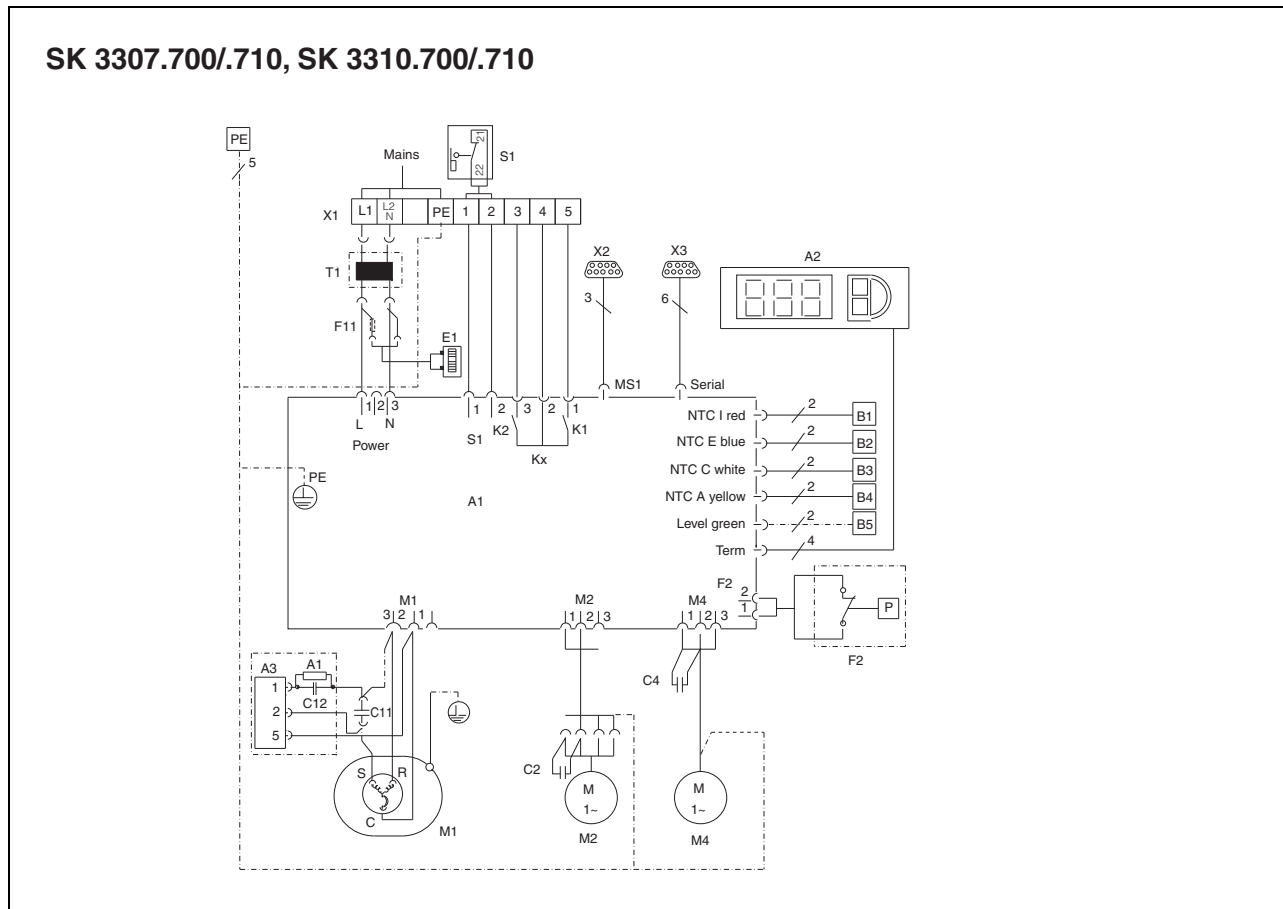 SK 3307.700/.710, SK 3310.700/.710
PE
5
Mains
21
22
S1
X1
L1
L2
N
PE
1
2
3
4
5
T1
F11
E1
X2
3
MS1
X3
6
Serial
A2
L
1
2
3
N
Power
1
2
S1
K2
3
2
1
K1
Kx
NTC I red
2
B1
NTC E blue
2
B2
NTC C white
2
B3
NTC A yellow
2
B4
Level green
2
B5
Term
4
PE
A1
F2
2
1
P
F2
M1
3
2
1
M2
1
2
3
M4
1
2
3
A3
1
2
5
A1
C12
C11
C4
C2
S
R
C
M1
M
1~
M2
M
1~
M4